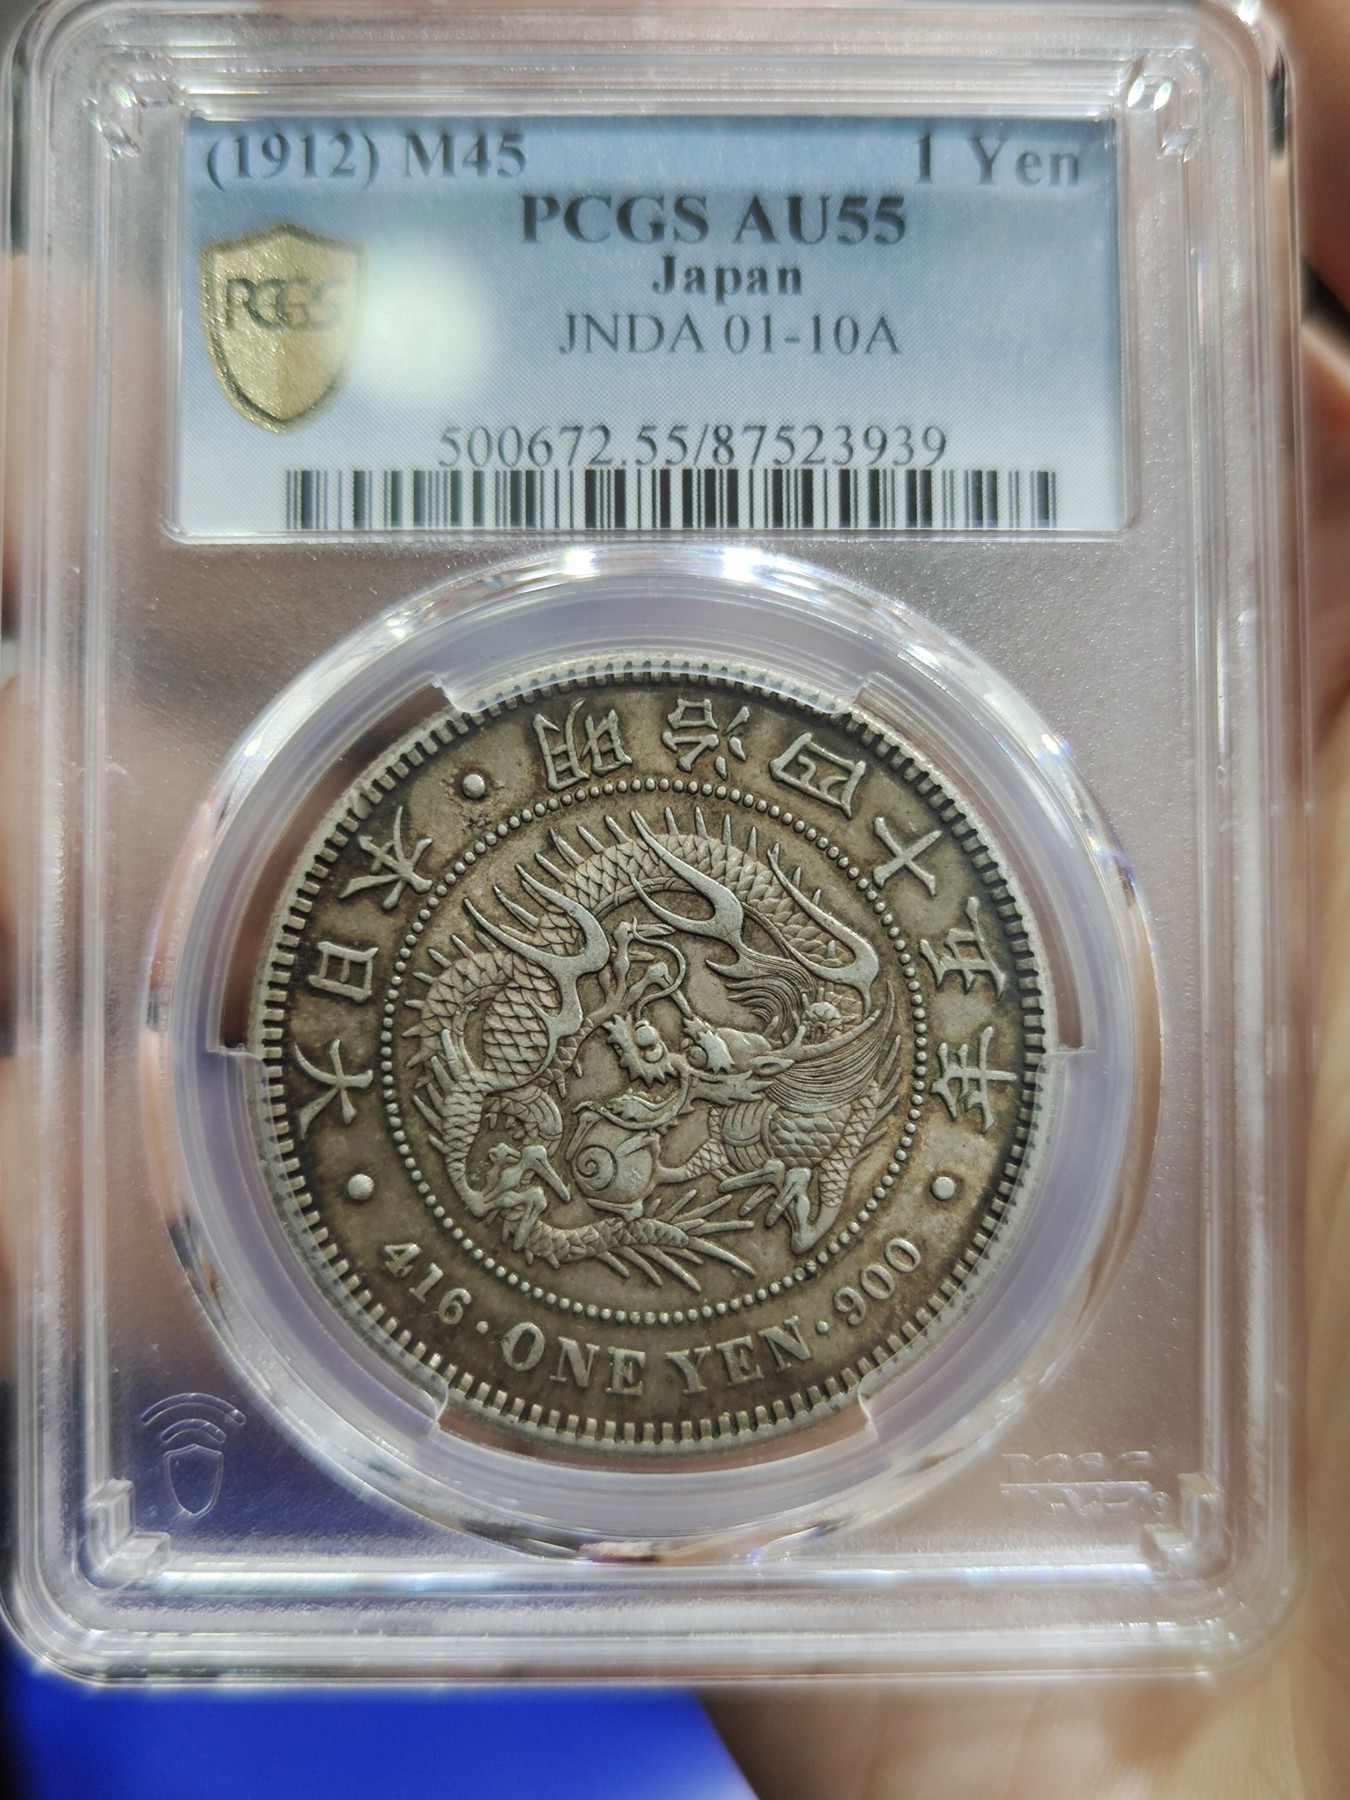 (1912) M45 1 Yen
PCGS AU55
Japan
JNDA 01-10A
PCGS
500672.55/87523939
大日本 • 明治四十五年 •
416 • ONE YEN • 900